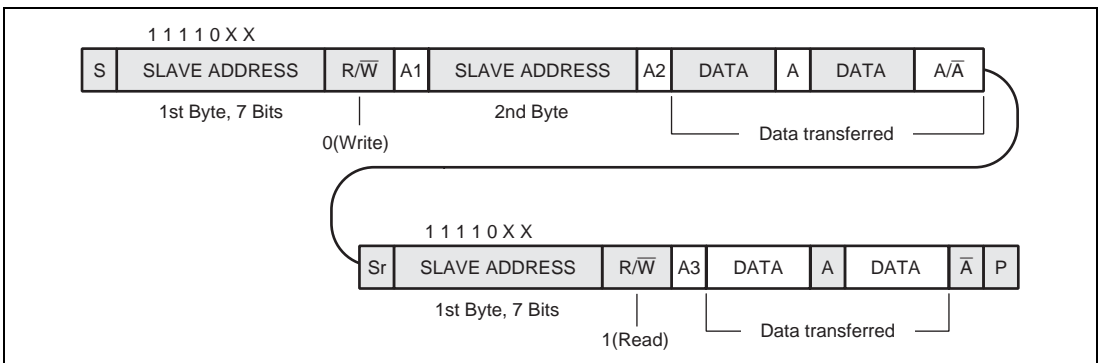 1 1 1 1 0 X X
S SLAVE ADDRESS R/W̅ A1 SLAVE ADDRESS A2 DATA A DATA A/A̅
1st Byte, 7 Bits 2nd Byte Data transferred
0(Write)
1 1 1 1 0 X X
Sr SLAVE ADDRESS R/W̅ A3 DATA A DATA A̅ P
1st Byte, 7 Bits Data transferred
1(Read)